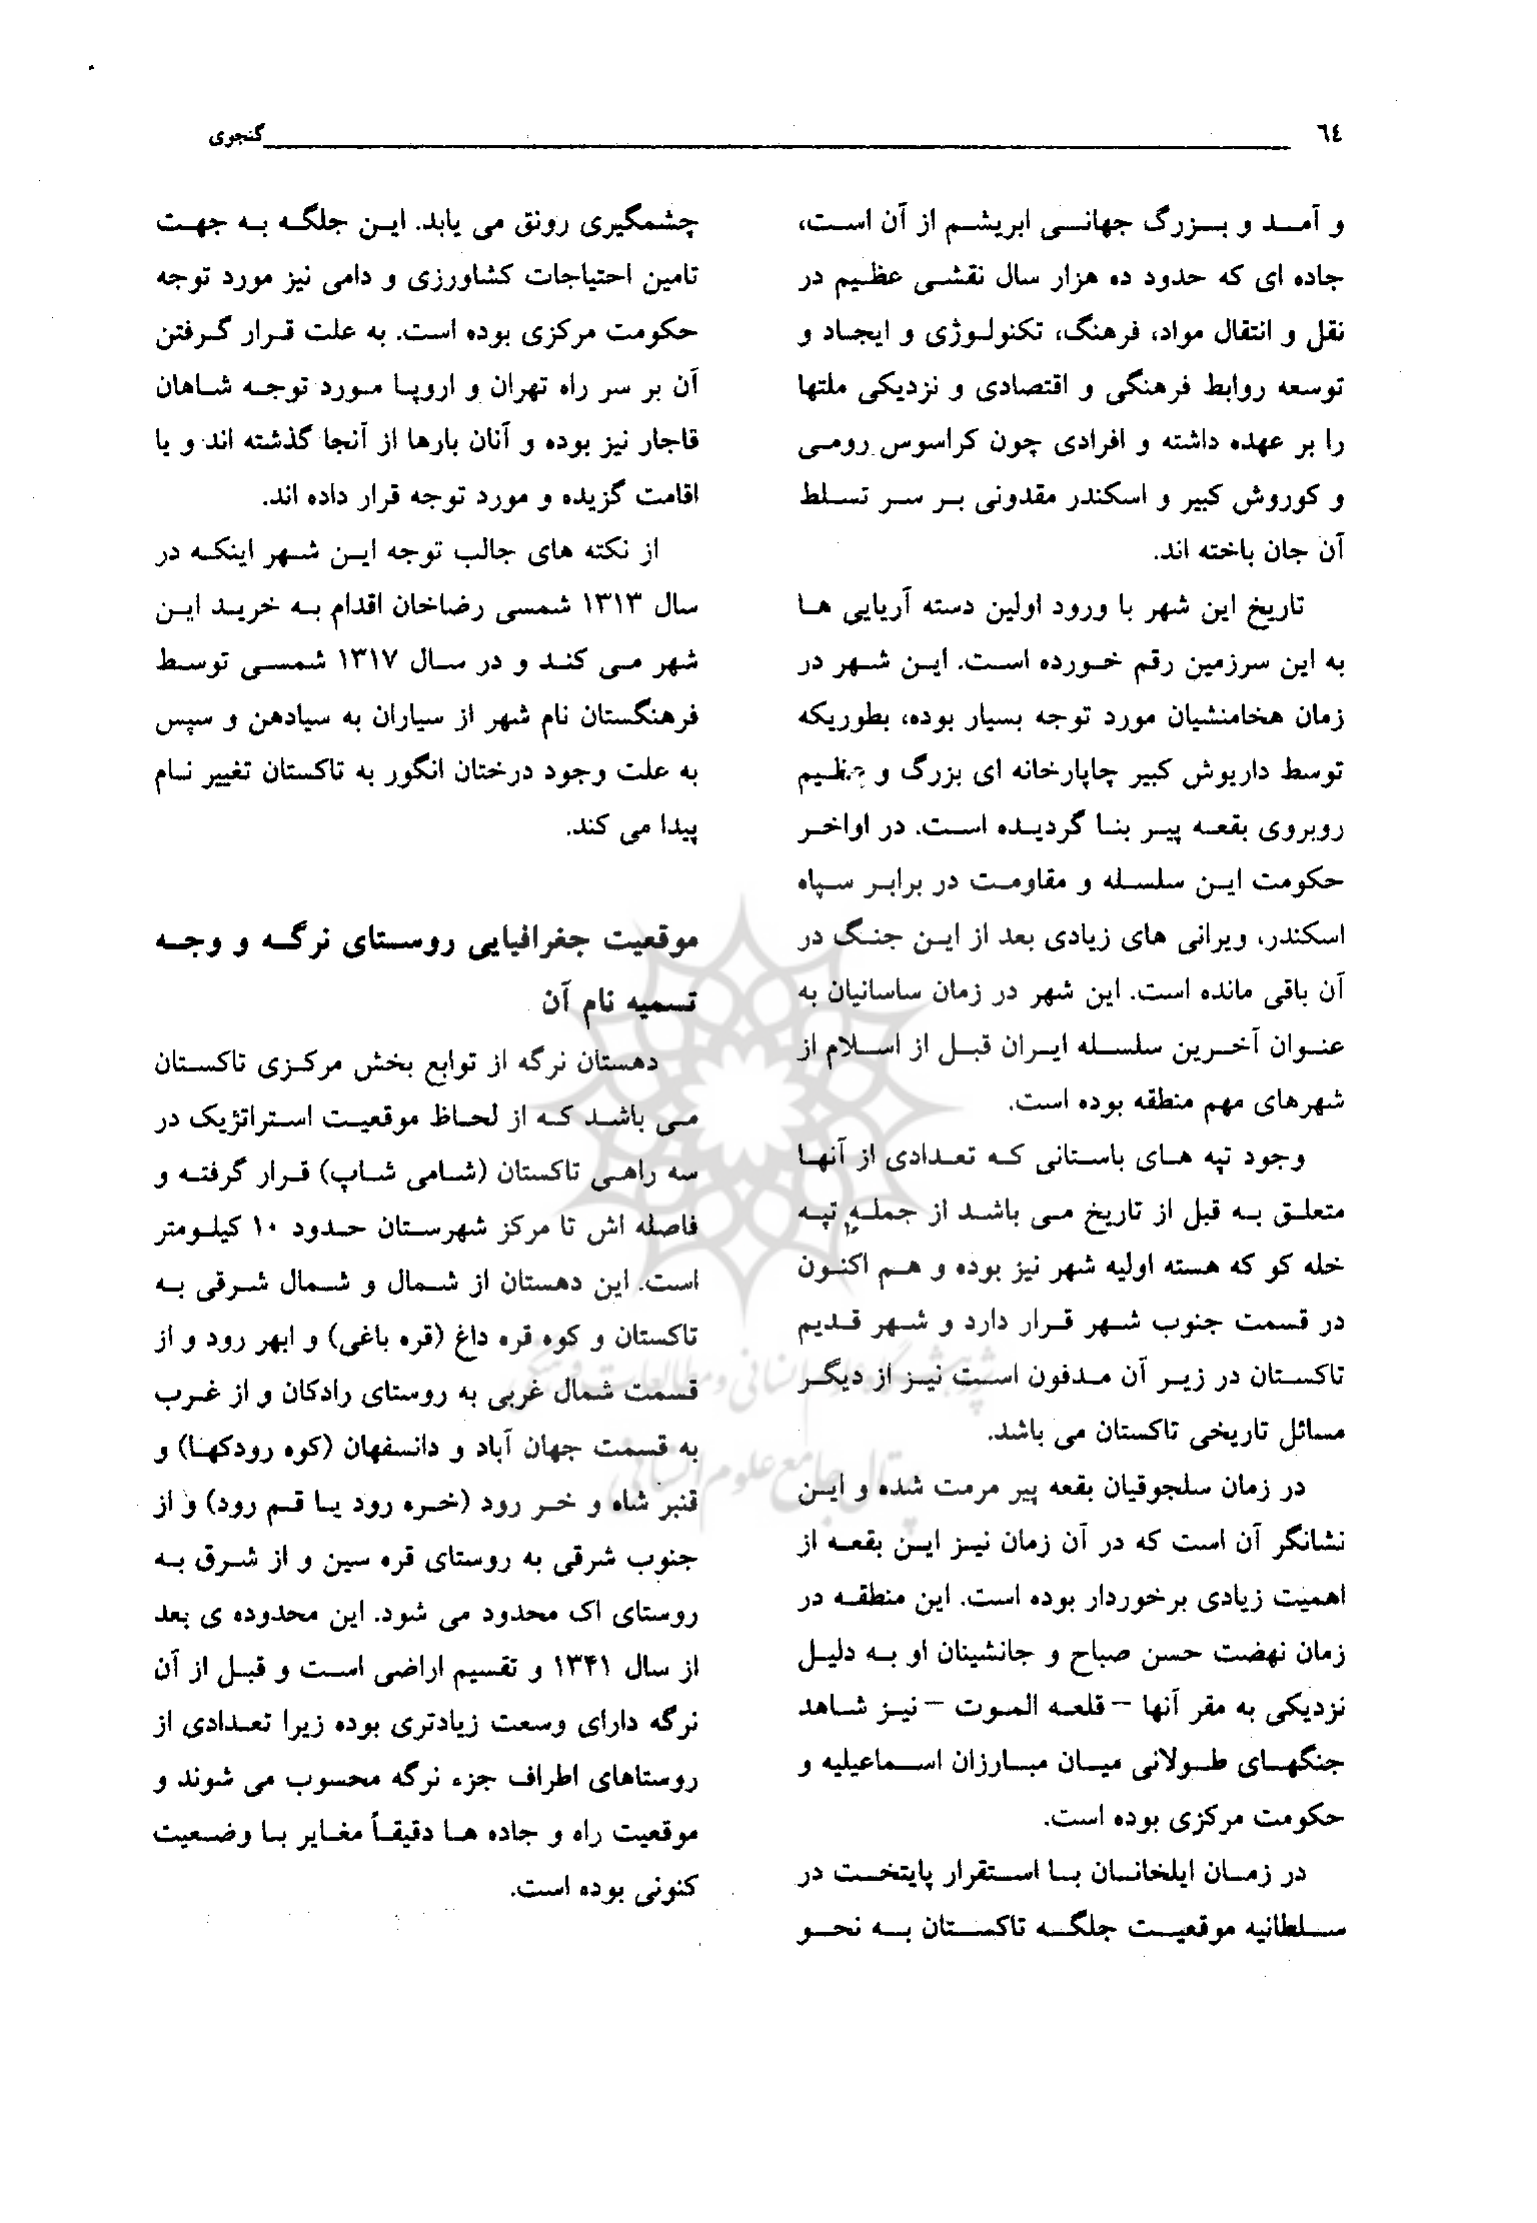 ٦٤
گنجوی
و آمد و بزرگ جهانی ابریشم از آن است،
جاده ای که حدود ده هزار سال نقشی عظیم در
نقل و انتقال مواد، فرهنگ، تکنولوژی و ایجاد و
توسعه روابط فرهنگی و اقتصادی و نزدیکی ملتها
را بر عهده داشته و افرادی چون کراسوس رومی
و کوروش کبیر و اسکندر مقدونی بر سر تسلط
آن جان باخته اند.
تاریخ این شهر با ورود اولین دسته آریایی ها
به این سرزمین رقم خورده است. این شهر در
زمان هخامنشیان مورد توجه بسیار بوده، بطوریکه
توسط داریوش کبیر چاپارخانه ای بزرگ و عظیم
روبروی بقعه پیر بنا گردیده است. در اواخر
حکومت این سلسله و مقاومت در برابر سپاه
اسکندر، ویرانی های زیادی بعد از این جنگ در
آن باقی مانده است. این شهر در زمان ساسانیان به
عنوان آخرین سلسله ایران قبل از اسلام از
شهرهای مهم منطقه بوده است.
وجود تپه های باستانی که تعدادی از آنها
متعلق به قبل از تاریخ می باشد از جمله تپه
خله کو که هسته اولیه شهر نیز بوده و هم اکنون
در قسمت جنوب شهر قرار دارد و شهر قدیم
تاکستان در زیر آن مدفون است نیز از دیگر
مسائل تاریخی تاکستان می باشد.
در زمان سلجوقیان بقعه پیر مرمت شده و این
نشانگر آن است که در آن زمان نیز این بقعه از
اهمیت زیادی برخوردار بوده است. این منطقه در
زمان نهضت حسن صباح و جانشینان او به دلیل
نزدیکی به مقر آنها – قلعه الموت – نیز شاهد
جنگهای طولانی میان مبارزان اسماعیلیه و
حکومت مرکزی بوده است.
در زمان ایلخانان با استقرار پایتخت در
سلطانیه موقعیت جلگه تاکستان به نحو
چشمگیری رونق می یابد. این جلگه به جهت
تامین احتیاجات کشاورزی و دامی نیز مورد توجه
حکومت مرکزی بوده است. به علت قرار گرفتن
آن بر سر راه تهران و اروپا مورد توجه شاهان
قاجار نیز بوده و آنان بارها از آنجا گذشته اند و یا
اقامت گزیده و مورد توجه قرار داده اند.
از نکته های جالب توجه این شهر اینکه در
سال ۱۳۱۳ شمسی رضاخان اقدام به خرید این
شهر می کند و در سال ۱۳۱۷ شمسی توسط
فرهنگستان نام شهر از سیاران به سیادهن و سپس
به علت وجود درختان انگور به تاکستان تغییر نام
پیدا می کند.
موقعیت جغرافیایی روستای نرگه و وجه
تسمیه نام آن
دهستان نرگه از توابع بخش مرکزی تاکستان
می باشد که از لحاظ موقعیت استراتژیک در
سه راهی تاکستان (شامی شاپ) قرار گرفته و
فاصله اش تا مرکز شهرستان حدود ۱۰ کیلومتر
است. این دهستان از شمال و شمال شرقی به
تاکستان و کوه قره داغ (قره باغی) و ابهر رود و از
قسمت شمال غربی به روستای رادکان و از غرب
به قسمت جهان آباد و دانسفهان (کوه رودکها) و
قنبر شاه و خر رود (خره رود یا قم رود) و از
جنوب شرقی به روستای قره سین و از شرق به
روستای اک محدود می شود. این محدوده ی بعد
از سال ۱۳۴۱ و تقسیم اراضی است و قبل از آن
نرگه دارای وسعت زیادتری بوده زیرا تعدادی از
روستاهای اطراف جزء نرگه محسوب می شوند و
موقعیت راه و جاده ها دقیقاً مغایر با وضعیت
کنونی بوده است.
پژوهشگاه علوم انسانی و مطالعات فرهنگی
پرتال جامع علوم انسانی